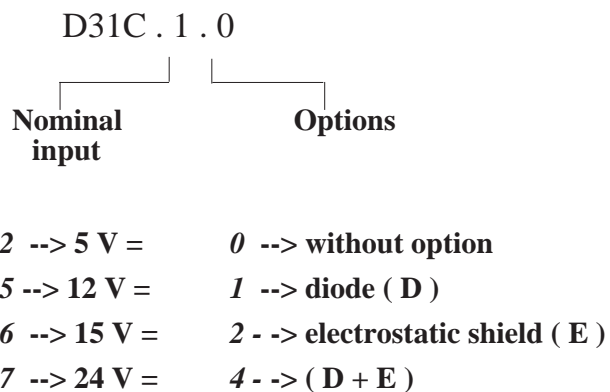 D31C . 1 . 0
Nominal input Options
2 --> 5 V = 0 --> without option
5 --> 12 V = 1 --> diode ( D )
6 --> 15 V = 2 - -> electrostatic shield ( E )
7 --> 24 V = 4 - -> ( D + E )